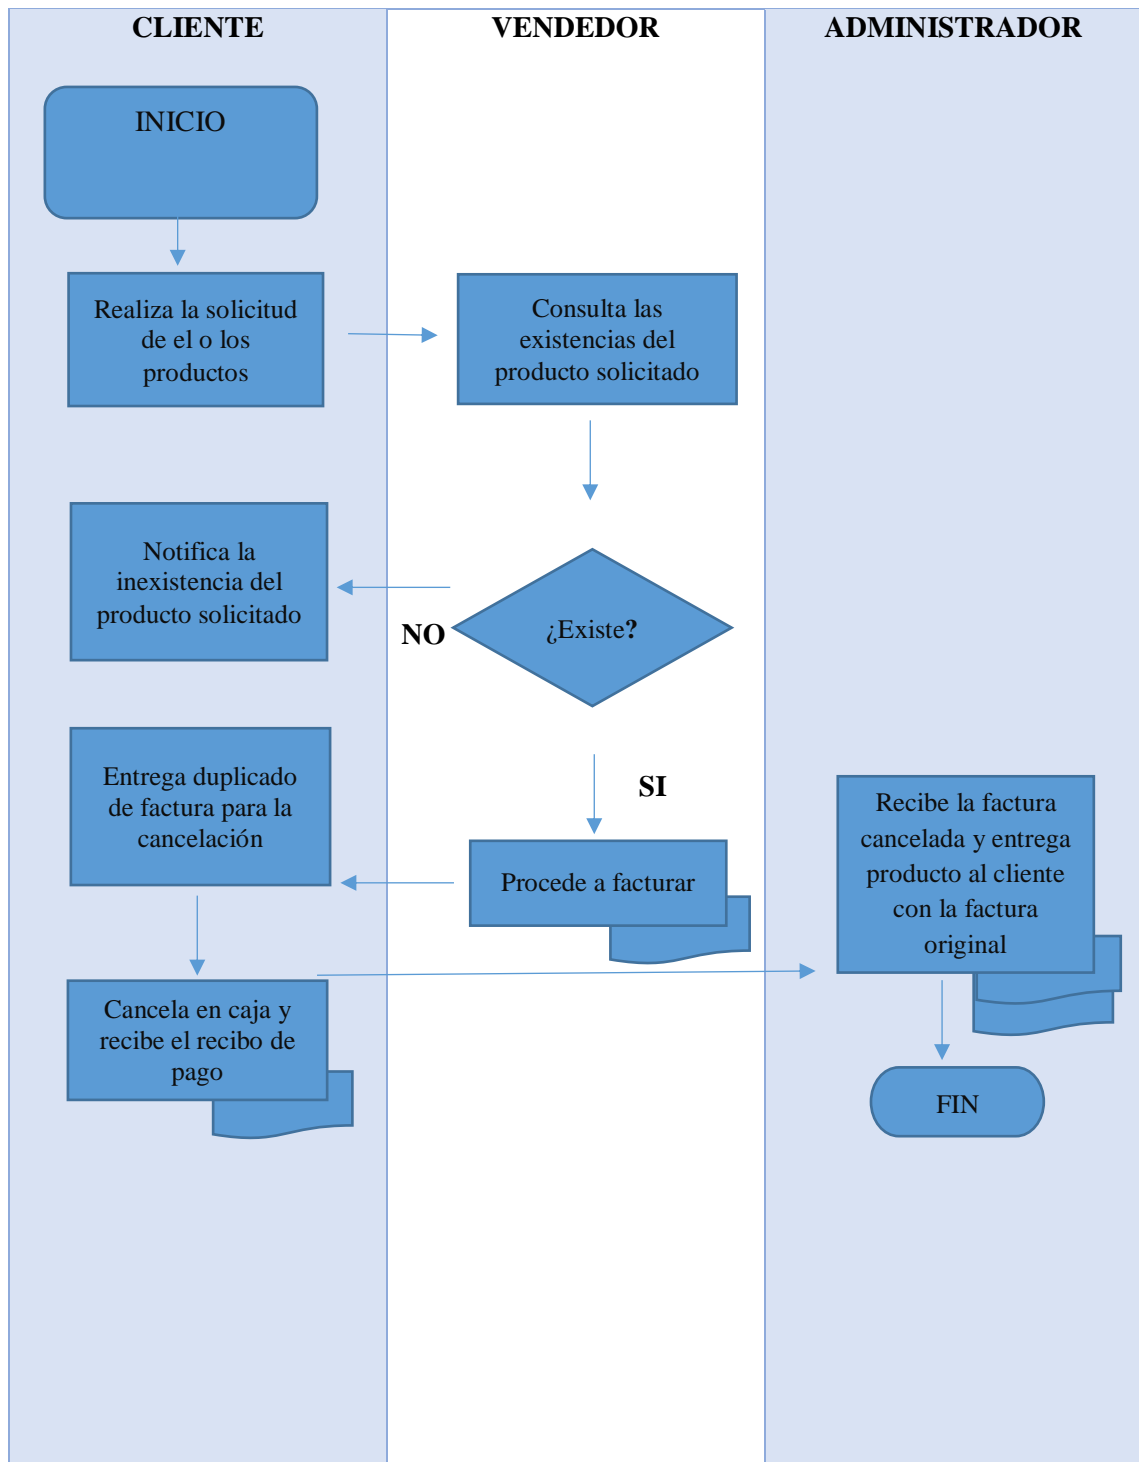 CLIENTE
VENDEDOR
ADMINISTRADOR
INICIO
Realiza la solicitud
de el o los
productos
Consulta las
existencias del
producto solicitado
Notifica la
inexistencia del
producto solicitado
NO
¿Existe?
SI
Entrega duplicado
de factura para la
cancelación
Procede a facturar
Recibe la factura
cancelada y entrega
producto al cliente
con la factura
original
Cancela en caja y
recibe el recibo de
pago
FIN